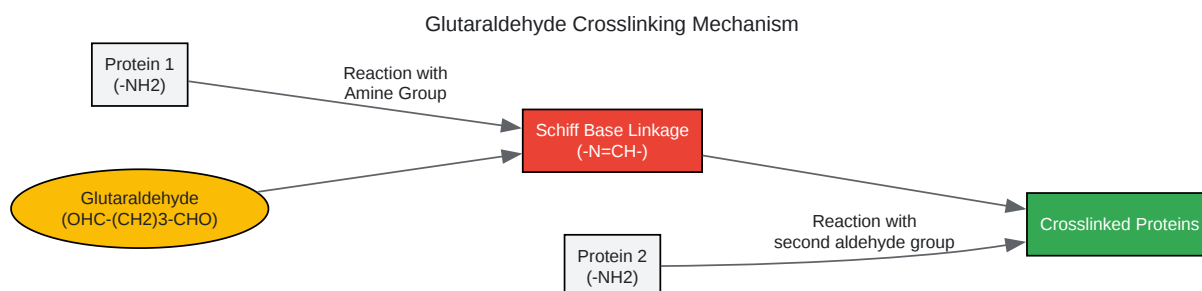 Glutaraldehyde Crosslinking Mechanism
Protein 1
(-NH2)
Reaction with
Amine Group
Schiff Base Linkage
(-N=CH-)
Glutaraldehyde
(OHC-(CH2)3-CHO)
Reaction with
second aldehyde group
Crosslinked Proteins
Protein 2
(-NH2)